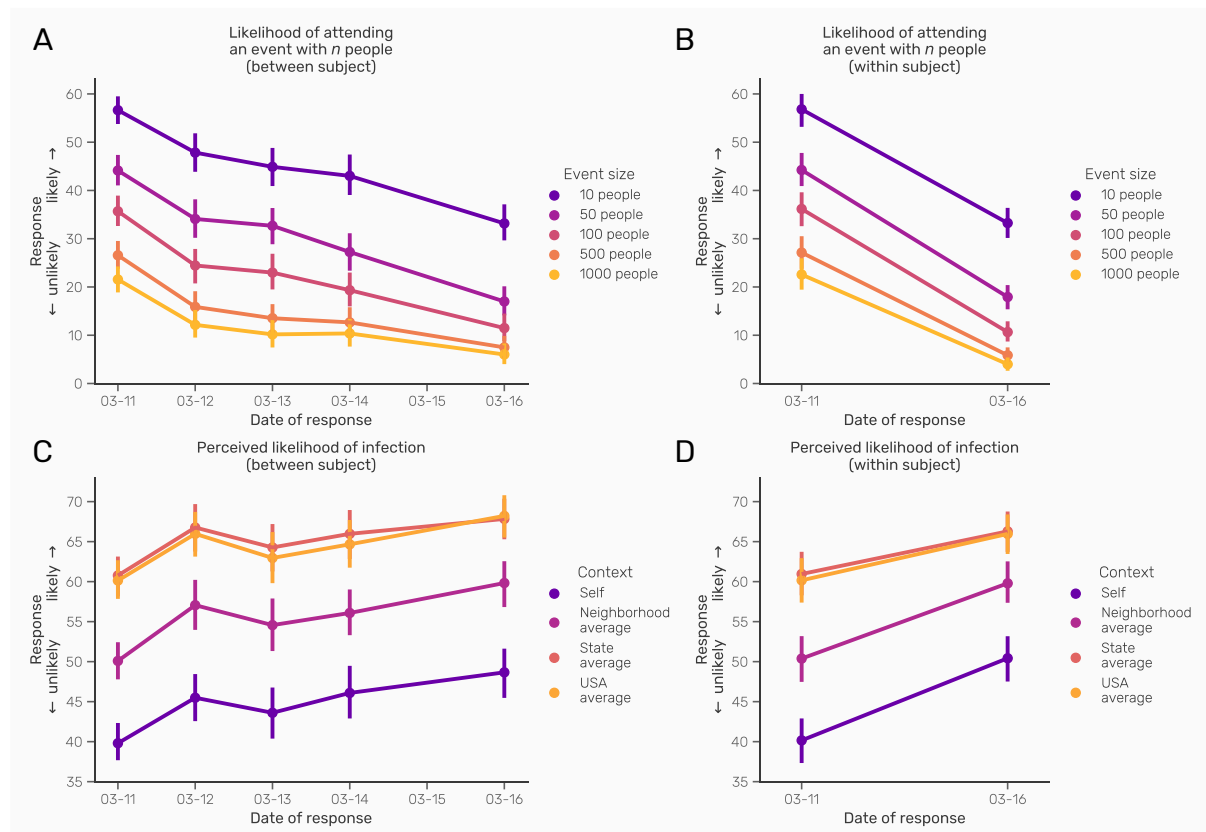 A
Likelihood of attending
an event with n people
(between subject)
60
50
40
30
20
10
0
Response
← unlikely likely →
03-11
03-12
03-13
03-14
03-15
03-16
Date of response
Event size
10 people
50 people
100 people
500 people
1000 people
B
Likelihood of attending
an event with n people
(within subject)
60
50
40
30
20
10
0
Response
← unlikely likely →
03-11
03-16
Date of response
Event size
10 people
50 people
100 people
500 people
1000 people
C
Perceived likelihood of infection
(between subject)
70
65
60
55
50
45
40
35
Response
← unlikely likely →
03-11
03-12
03-13
03-14
03-15
03-16
Date of response
Context
Self
Neighborhood
average
State
average
USA
average
D
Perceived likelihood of infection
(within subject)
70
65
60
55
50
45
40
35
Response
← unlikely likely →
03-11
03-16
Date of response
Context
Self
Neighborhood
average
State
average
USA
average